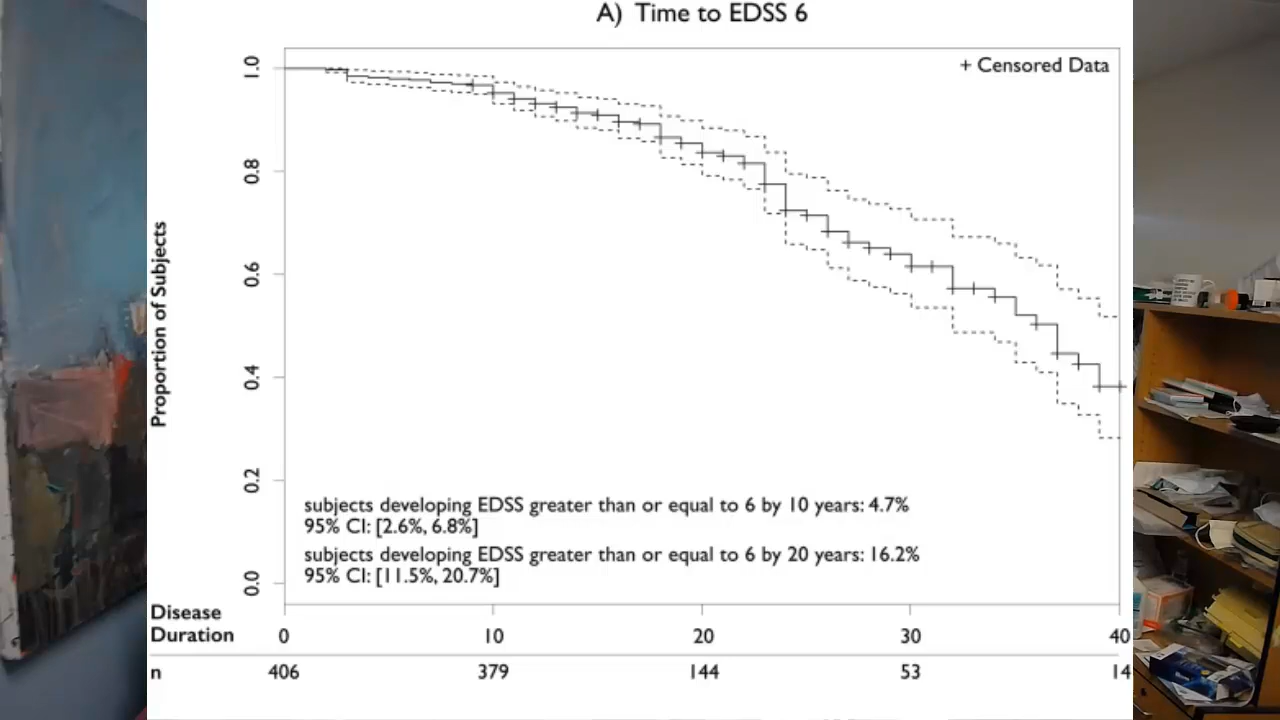 A) Time to EDSS 6
+ Censored Data
Proportion of Subjects
1.0
0.8
0.6
0.4
0.2
0.0
subjects developing EDSS greater than or equal to 6 by 10 years: 4.7%
95% CI: [2.6%, 6.8%]
subjects developing EDSS greater than or equal to 6 by 20 years: 16.2%
95% CI: [11.5%, 20.7%]
Disease
Duration 0 10 20 30 40
n 406 379 144 53 14